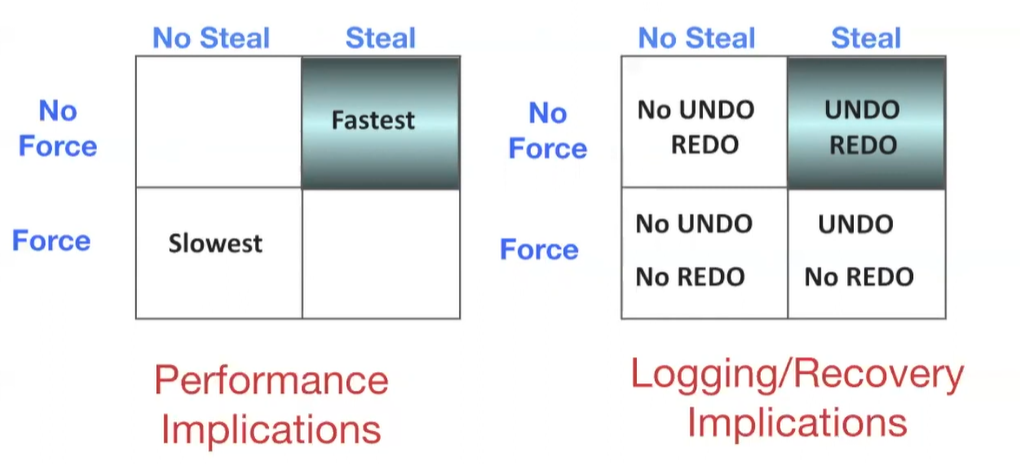 No Steal
Steal
No
Force
Fastest
Force
Slowest
Performance
Implications
No Steal
Steal
No
Force
No UNDO
REDO
UNDO
REDO
Force
No UNDO
No REDO
UNDO
No REDO
Logging/Recovery
Implications